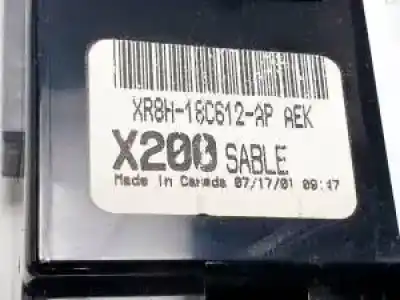 XR8H-18C612-AP AEK
X200 SABLE
Made in Canada 07/17/01 09:47